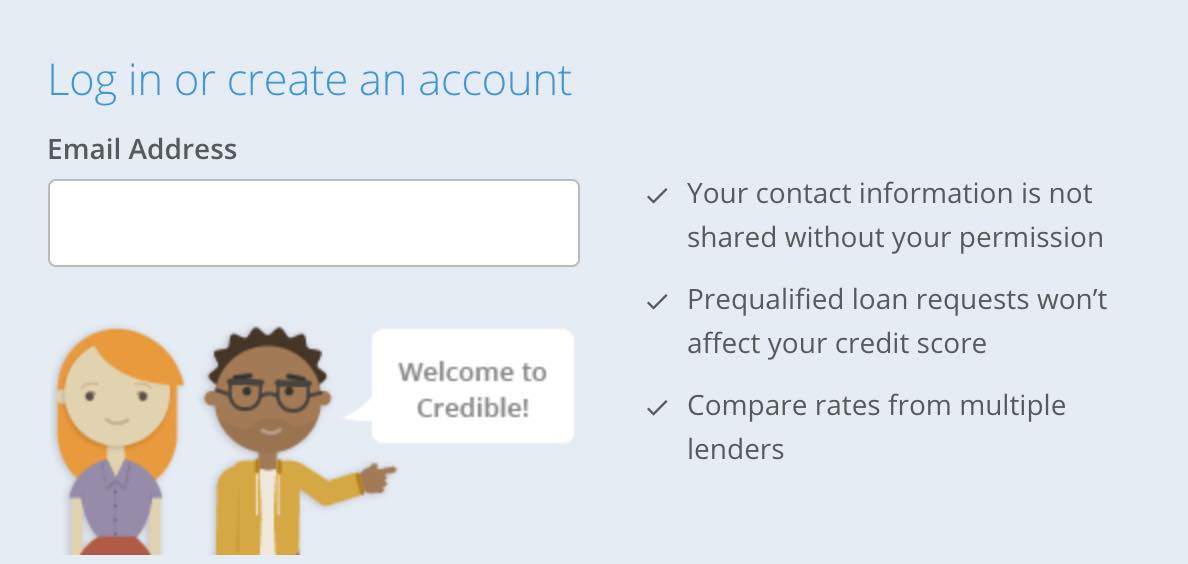 Log in or create an account
Email Address
Your contact information is not
shared without your permission
Prequalified loan requests won’t
affect your credit score
Compare rates from multiple
lenders
Welcome to
Credible!